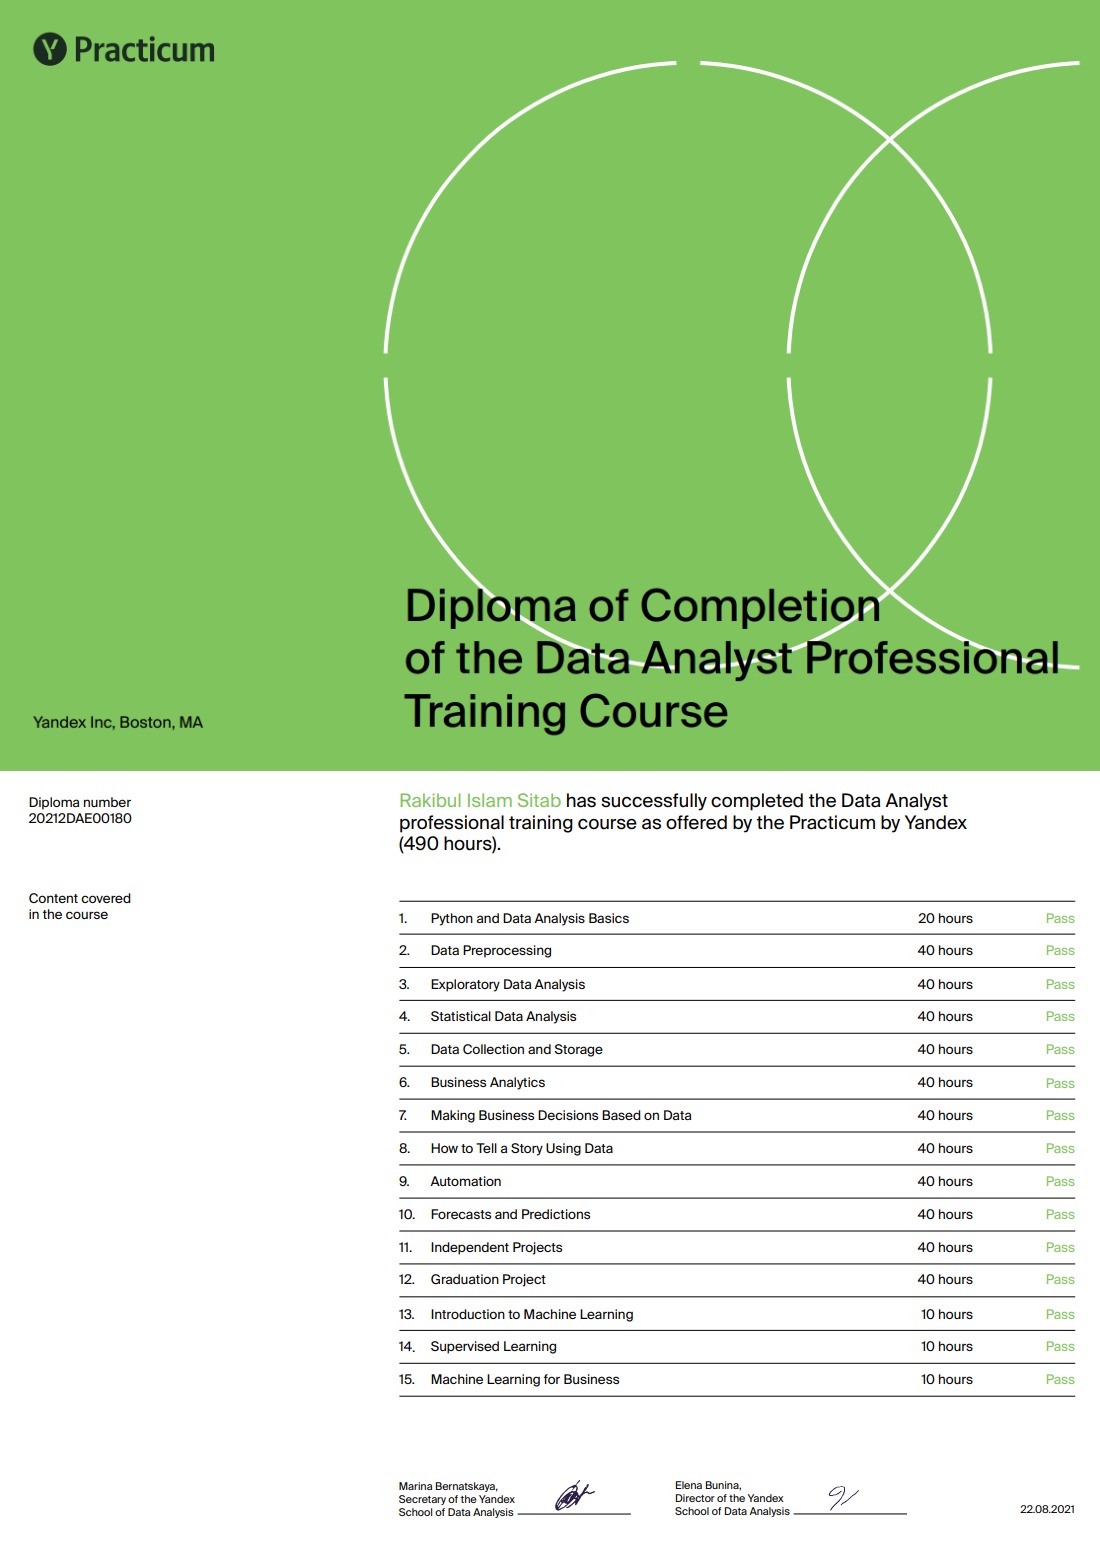 Practicum
Diploma of Completion
of the Data Analyst Professional
Training Course
Yandex Inc, Boston, MA
Diploma number
20212DAE00180
Rakibul Islam Sitab has successfully completed the Data Analyst
professional training course as offered by the Practicum by Yandex
(490 hours).
Content covered
in the course
1. Python and Data Analysis Basics 20 hours Pass
2. Data Preprocessing 40 hours Pass
3. Exploratory Data Analysis 40 hours Pass
4. Statistical Data Analysis 40 hours Pass
5. Data Collection and Storage 40 hours Pass
6. Business Analytics 40 hours Pass
7. Making Business Decisions Based on Data 40 hours Pass
8. How to Tell a Story Using Data 40 hours Pass
9. Automation 40 hours Pass
10. Forecasts and Predictions 40 hours Pass
11. Independent Projects 40 hours Pass
12. Graduation Project 40 hours Pass
13. Introduction to Machine Learning 10 hours Pass
14. Supervised Learning 10 hours Pass
15. Machine Learning for Business 10 hours Pass
Marina Bernatskaya,
Secretary of the Yandex
School of Data Analysis
Elena Bunina,
Director of the Yandex
School of Data Analysis
22.08.2021